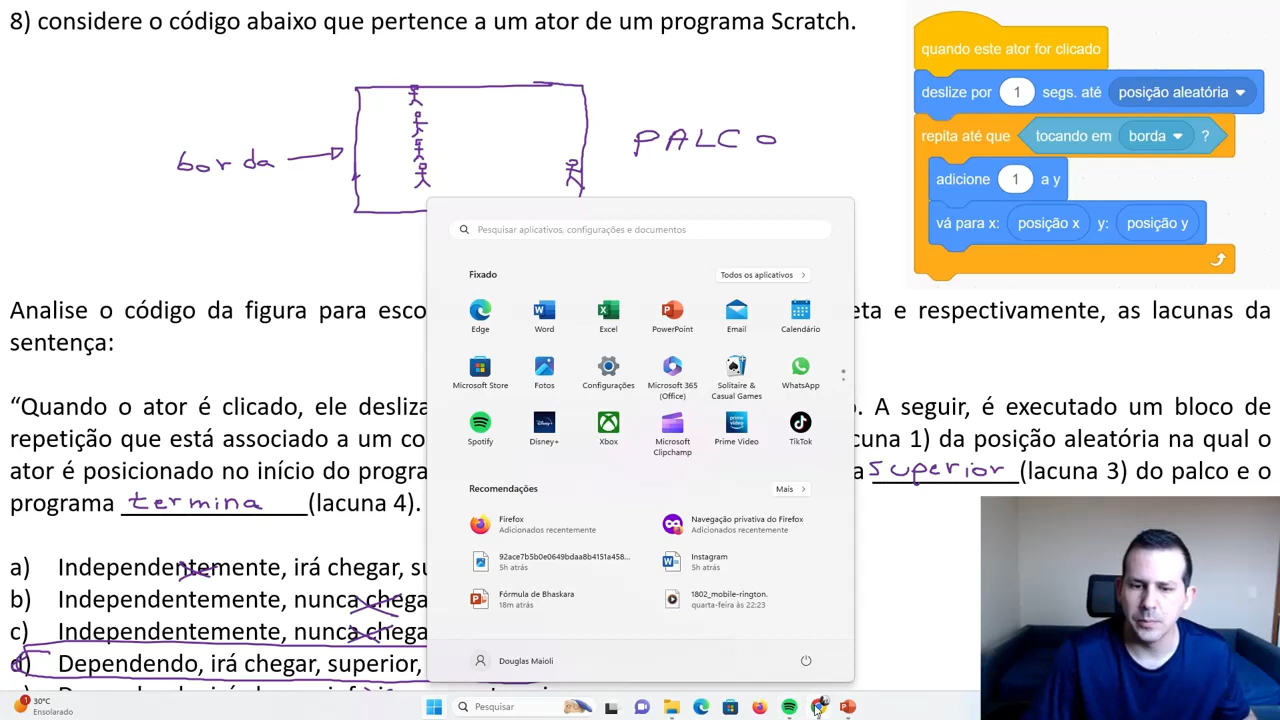 8) considere o código abaixo que pertence a um ator de um programa Scratch.
quando este ator for clicado
deslize por 1 segs. até posição aleatória
repita até que tocando em borda ?
adicione 1 a y
vá para x: posição x y: posição y
borda
PALCO
Pesquisar aplicativos, configurações e documentos
Fixado
Todos os aplicativos
Edge Word Excel PowerPoint Email Calendário
Microsoft Store Fotos Configurações Microsoft 365 (Office) Solitaire & Casual Games WhatsApp
Spotify Disney+ Xbox Microsoft Clipchamp Prime Video TikTok
Recomendações
Mais
Firefox
Adicionados recentemente
Navegação privativa do Firefox
Adicionados recentemente
92ace7b5b0e0649bdaa8b4151a458...
5h atrás
Instagram
5h atrás
Fórmula de Bhaskara
18m atrás
1802_mobile-rington.
quarta-feira às 22:23
Douglas Maioli
Analise o código da figura para esco
eta e respectivamente, as lacunas da
sentença:
“Quando o ator é clicado, ele desliza
o. A seguir, é executado um bloco de
repetição que está associado a um co
cuna 1) da posição aleatória na qual o
ator é posicionado no início do progra
a superior (lacuna 3) do palco e o
programa termina (lacuna 4).
a) Independentemente, irá chegar, su
b) Independentemente, nunca chega
c) Independentemente, nunca chega
d) Dependendo, irá chegar, superior,
1
30°C
Ensolarado
Pesquisar